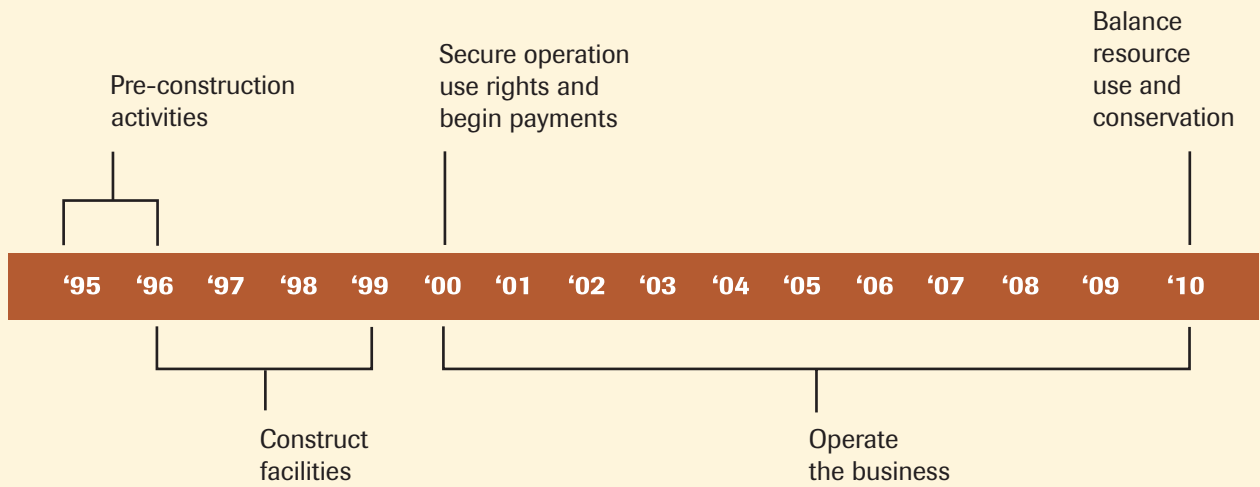 Pre-construction
activities
Secure operation
use rights and
begin payments
Balance
resource
use and
conservation
‘95 ‘96 ‘97 ‘98 ‘99 ‘00 ‘01 ‘02 ‘03 ‘04 ‘05 ‘06 ‘07 ‘08 ‘09 ‘10
Construct
facilities
Operate
the business